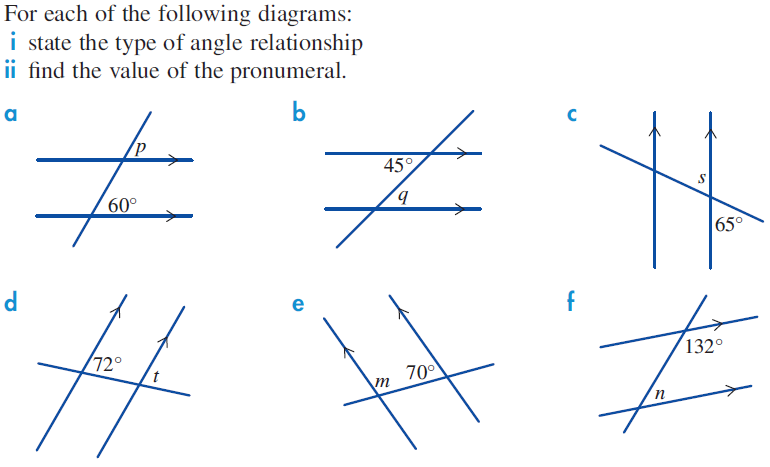 For each of the following diagrams:
i state the type of angle relationship
ii find the value of the pronumeral.
a
p
60°
b
45°
q
c
s
65°
d
72°
t
e
m
70°
f
132°
n